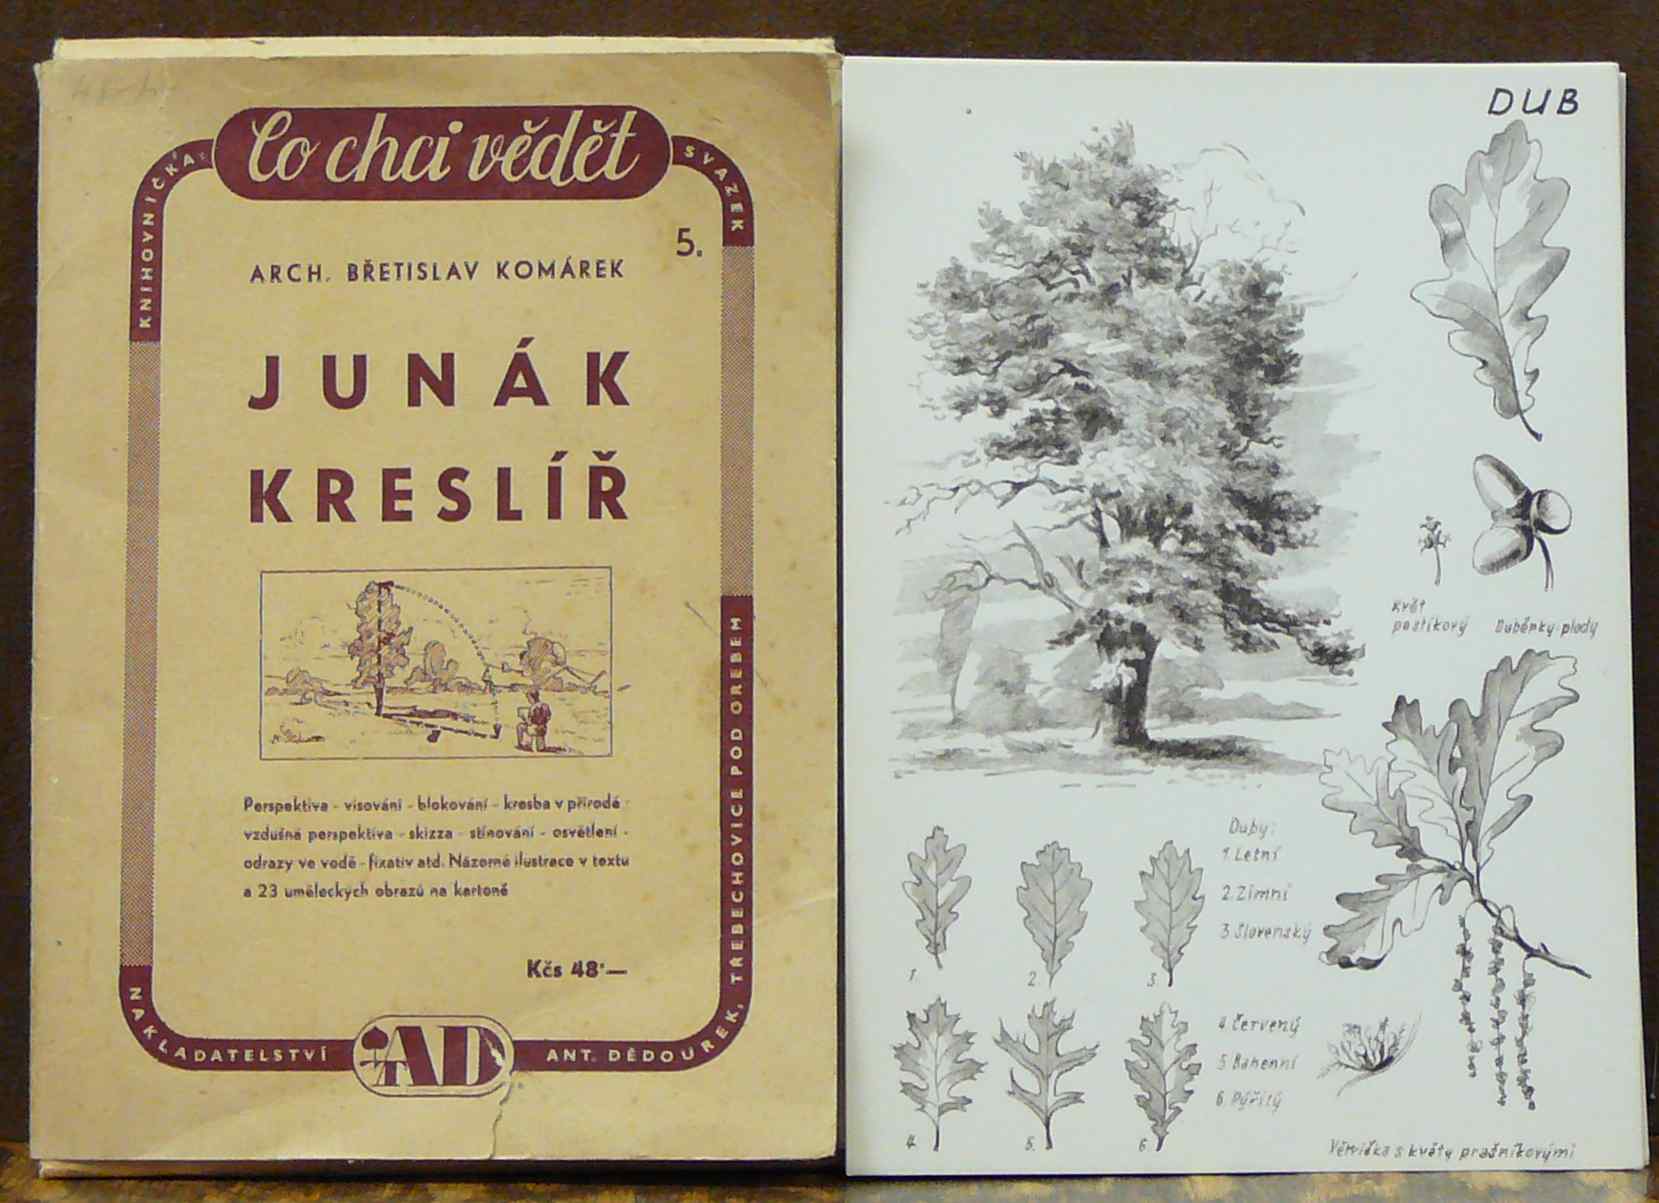 Co chci vědět
KNIHOVNIČKA:
SVAZEK
5.
ARCH. BŘETISLAV KOMÁREK
JUNÁK
KRESLÍŘ
Perspektiva - visování - blokování - kresba v přírodě -
vzdušná perspektiva - skizza - stínování - osvětlení -
odrazy ve vodě - fixativ atd. Názorné ilustrace v textu
a 23 uměleckých obrazů na kartoně
Kčs 48·—
NAKLADATELSTVÍ
AD
ANT. DĚDOUREK, TŘEBECHOVICE POD OREBEM
DUB
Květ
pestíkový
Duběnky: plody
Duby:
1. Letní
2. Zimní
3. Slovenský
1.
2.
3.
4. Červený
5. Bahenní
6. Pýřitý
4.
5.
6.
Větvička s květy prašníkovými